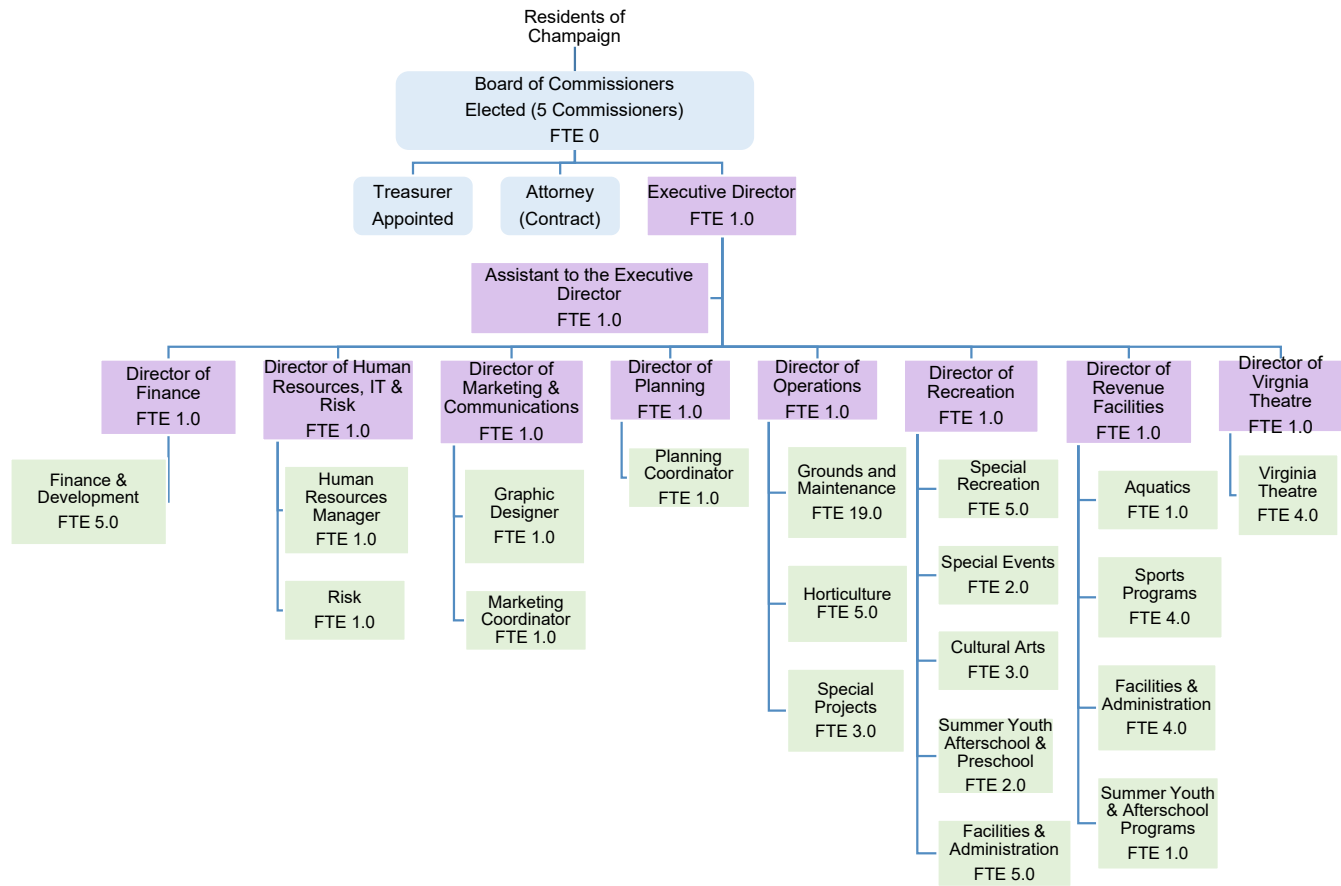 Residents of
Champaign
Board of Commissioners
Elected (5 Commissioners)
FTE 0
Treasurer
Appointed
Attorney
(Contract)
Executive Director
FTE 1.0
Assistant to the Executive
Director
FTE 1.0
Director of
Finance
FTE 1.0
Director of Human
Resources, IT &
Risk
FTE 1.0
Director of
Marketing &
Communications
FTE 1.0
Director of
Planning
FTE 1.0
Director of
Operations
FTE 1.0
Director of
Recreation
FTE 1.0
Director of
Revenue
Facilities
FTE 1.0
Director of
Virgnia
Theatre
FTE 1.0
Finance &
Development
FTE 5.0
Human
Resources
Manager
FTE 1.0
Risk
FTE 1.0
Graphic
Designer
FTE 1.0
Marketing
Coordinator
FTE 1.0
Planning
Coordinator
FTE 1.0
Grounds and
Maintenance
FTE 19.0
Horticulture
FTE 5.0
Special
Projects
FTE 3.0
Special
Recreation
FTE 5.0
Special Events
FTE 2.0
Cultural Arts
FTE 3.0
Summer Youth
Afterschool &
Preschool
FTE 2.0
Facilities &
Administration
FTE 5.0
Aquatics
FTE 1.0
Sports
Programs
FTE 4.0
Facilities &
Administration
FTE 4.0
Summer Youth
& Afterschool
Programs
FTE 1.0
Virginia
Theatre
FTE 4.0